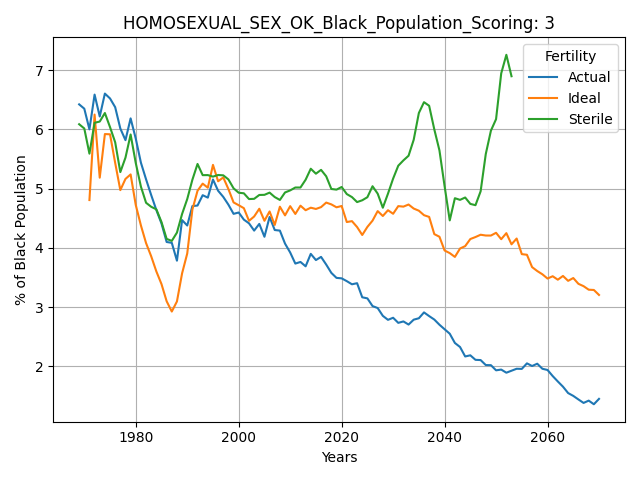 HOMOSEXUAL_SEX_OK_Black_Population_Scoring: 3
% of Black Population
7
6
5
4
3
2
Fertility
Actual
Ideal
Sterile
1980
2000
2020
2040
2060
Years